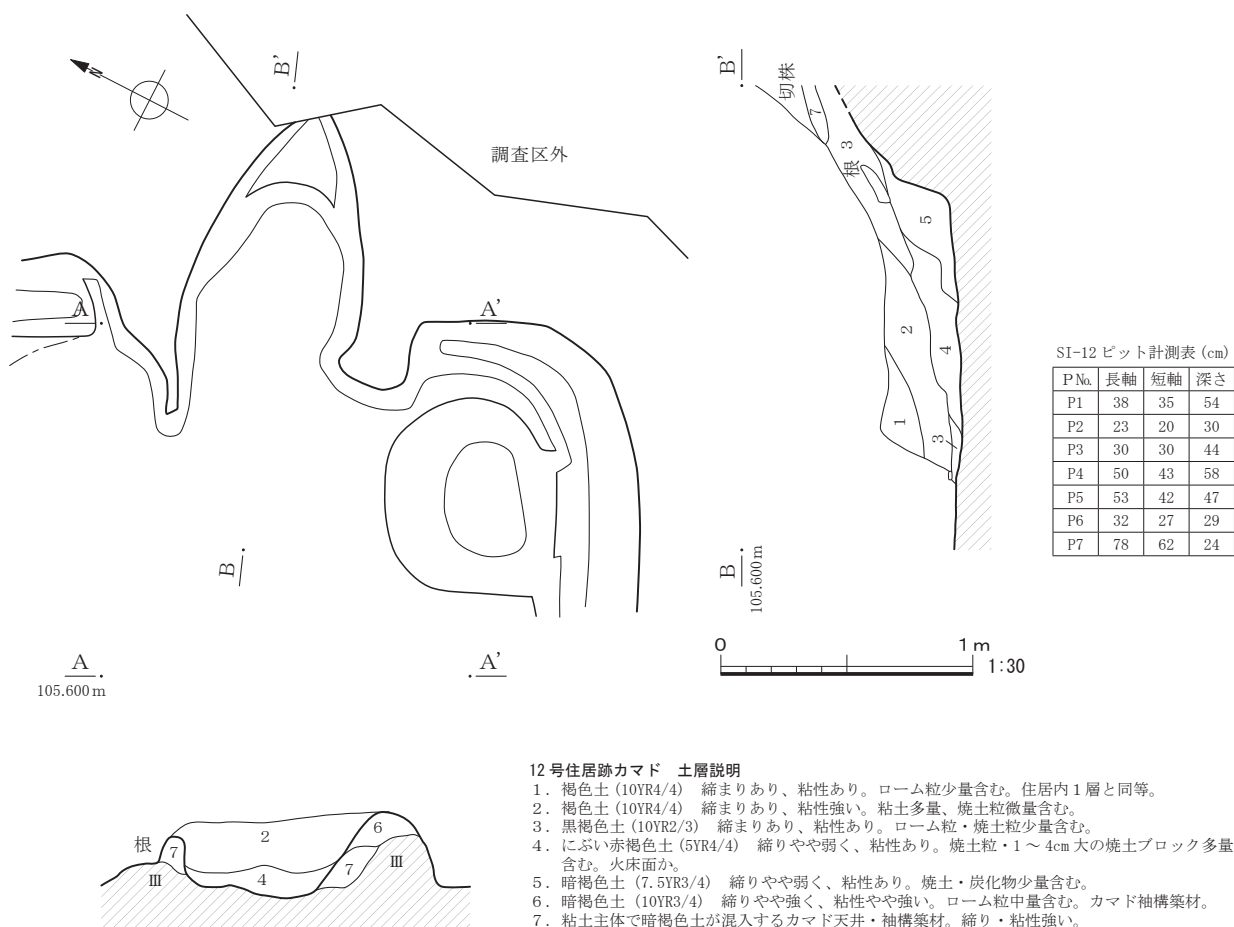 N
B'
調査区外
A
A'
B
A
105.600m
A'
B'
切株
7
3
根
5
2
4
1
3
B
105.600m
SI-12 ピット計測表 (cm)
P№ 長軸 短軸 深さ
P1 38 35 54
P2 23 20 30
P3 30 30 44
P4 50 43 58
P5 53 42 47
P6 32 27 29
P7 78 62 24
0 1m
1:30
根
7
2
6
Ⅲ
4
7
Ⅲ
12号住居跡カマド 土層説明
1. 褐色土 (10YR4/4) 締まりあり、粘性あり。ローム粒少量含む。住居内1層と同等。
2. 褐色土 (10YR4/4) 締まりあり、粘性強い。粘土多量、焼土粒微量含む。
3. 黒褐色土 (10YR2/3) 締まりあり、粘性あり。ローム粒・焼土粒少量含む。
4. にぶい赤褐色土 (5YR4/4) 締りやや弱く、粘性あり。焼土粒・1～4cm大の焼土ブロック多量
含む。火床面か。
5. 暗褐色土 (7.5YR3/4) 締りやや弱く、粘性あり。焼土・炭化物少量含む。
6. 暗褐色土 (10YR3/4) 締りやや強く、粘性やや強い。ローム粒中量含む。カマド袖構築材。
7. 粘土主体で暗褐色土が混入するカマド天井・袖構築材。締り・粘性強い。